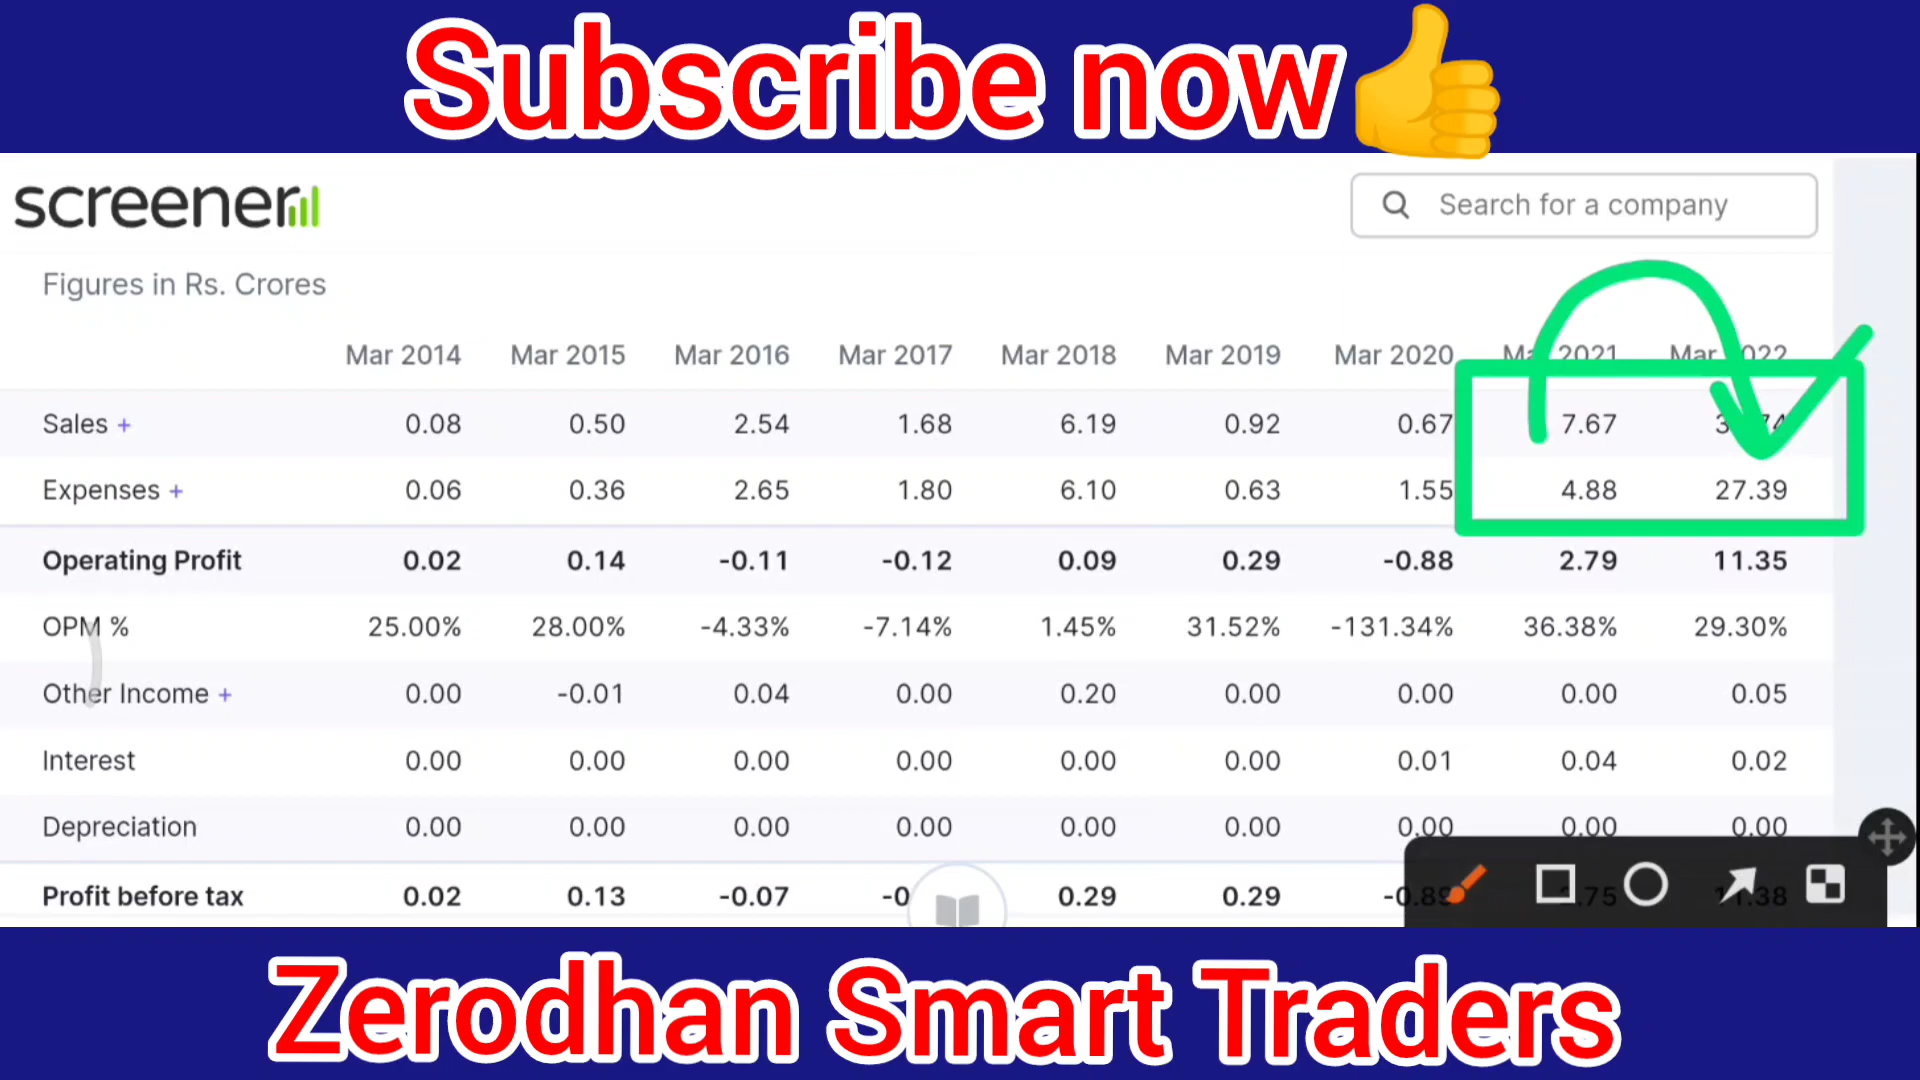 Subscribe now👍
screener
Search for a company
Figures in Rs. Crores
Mar 2014 Mar 2015 Mar 2016 Mar 2017 Mar 2018 Mar 2019 Mar 2020 Mar 2021 Mar 2022
Sales + 0.08 0.50 2.54 1.68 6.19 0.92 0.67 7.67
Expenses + 0.06 0.36 2.65 1.80 6.10 0.63 1.55 4.88 27.39
Operating Profit 0.02 0.14 -0.11 -0.12 0.09 0.29 -0.88 2.79 11.35
OPM % 25.00% 28.00% -4.33% -7.14% 1.45% 31.52% -131.34% 36.38% 29.30%
Other Income + 0.00 -0.01 0.04 0.00 0.20 0.00 0.00 0.00 0.05
Interest 0.00 0.00 0.00 0.00 0.00 0.00 0.01 0.04 0.02
Depreciation 0.00 0.00 0.00 0.00 0.00 0.00 0.00 0.00 0.00
Profit before tax 0.02 0.13 -0.07 0.29 0.29 -0.89
Zerodhan Smart Traders